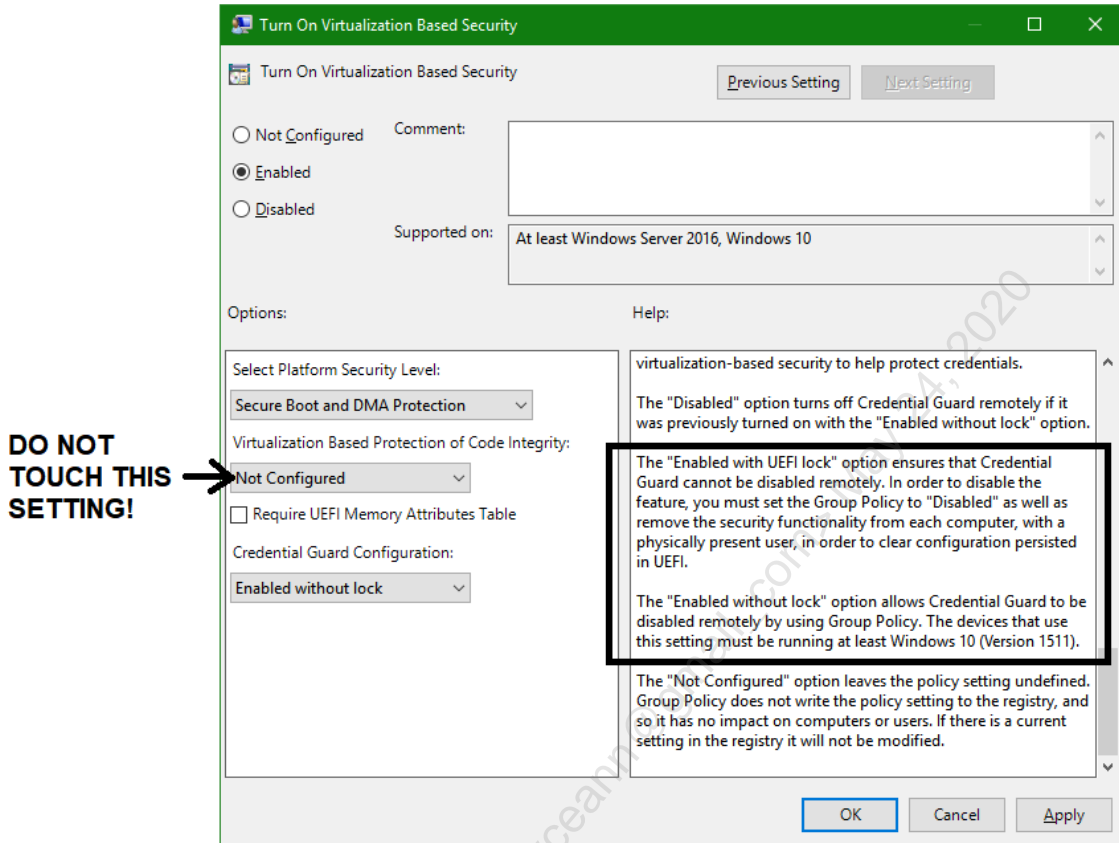 Turn On Virtualization Based Security
Turn On Virtualization Based Security
Previous Setting
Next Setting
Not Configured
Comment:
Enabled
Disabled
Supported on:
At least Windows Server 2016, Windows 10
Options:
Help:
Select Platform Security Level:
Secure Boot and DMA Protection
Virtualization Based Protection of Code Integrity:
DO NOT
TOUCH THIS
SETTING!
Not Configured
Require UEFI Memory Attributes Table
Credential Guard Configuration:
Enabled without lock
virtualization-based security to help protect credentials.
The "Disabled" option turns off Credential Guard remotely if it
was previously turned on with the "Enabled without lock" option.
The "Enabled with UEFI lock" option ensures that Credential
Guard cannot be disabled remotely. In order to disable the
feature, you must set the Group Policy to "Disabled" as well as
remove the security functionality from each computer, with a
physically present user, in order to clear configuration persisted
in UEFI.
The "Enabled without lock" option allows Credential Guard to be
disabled remotely by using Group Policy. The devices that use
this setting must be running at least Windows 10 (Version 1511).
The "Not Configured" option leaves the policy setting undefined.
Group Policy does not write the policy setting to the registry, and
so it has no impact on computers or users. If there is a current
setting in the registry it will not be modified.
OK
Cancel
Apply
May 24, 2020